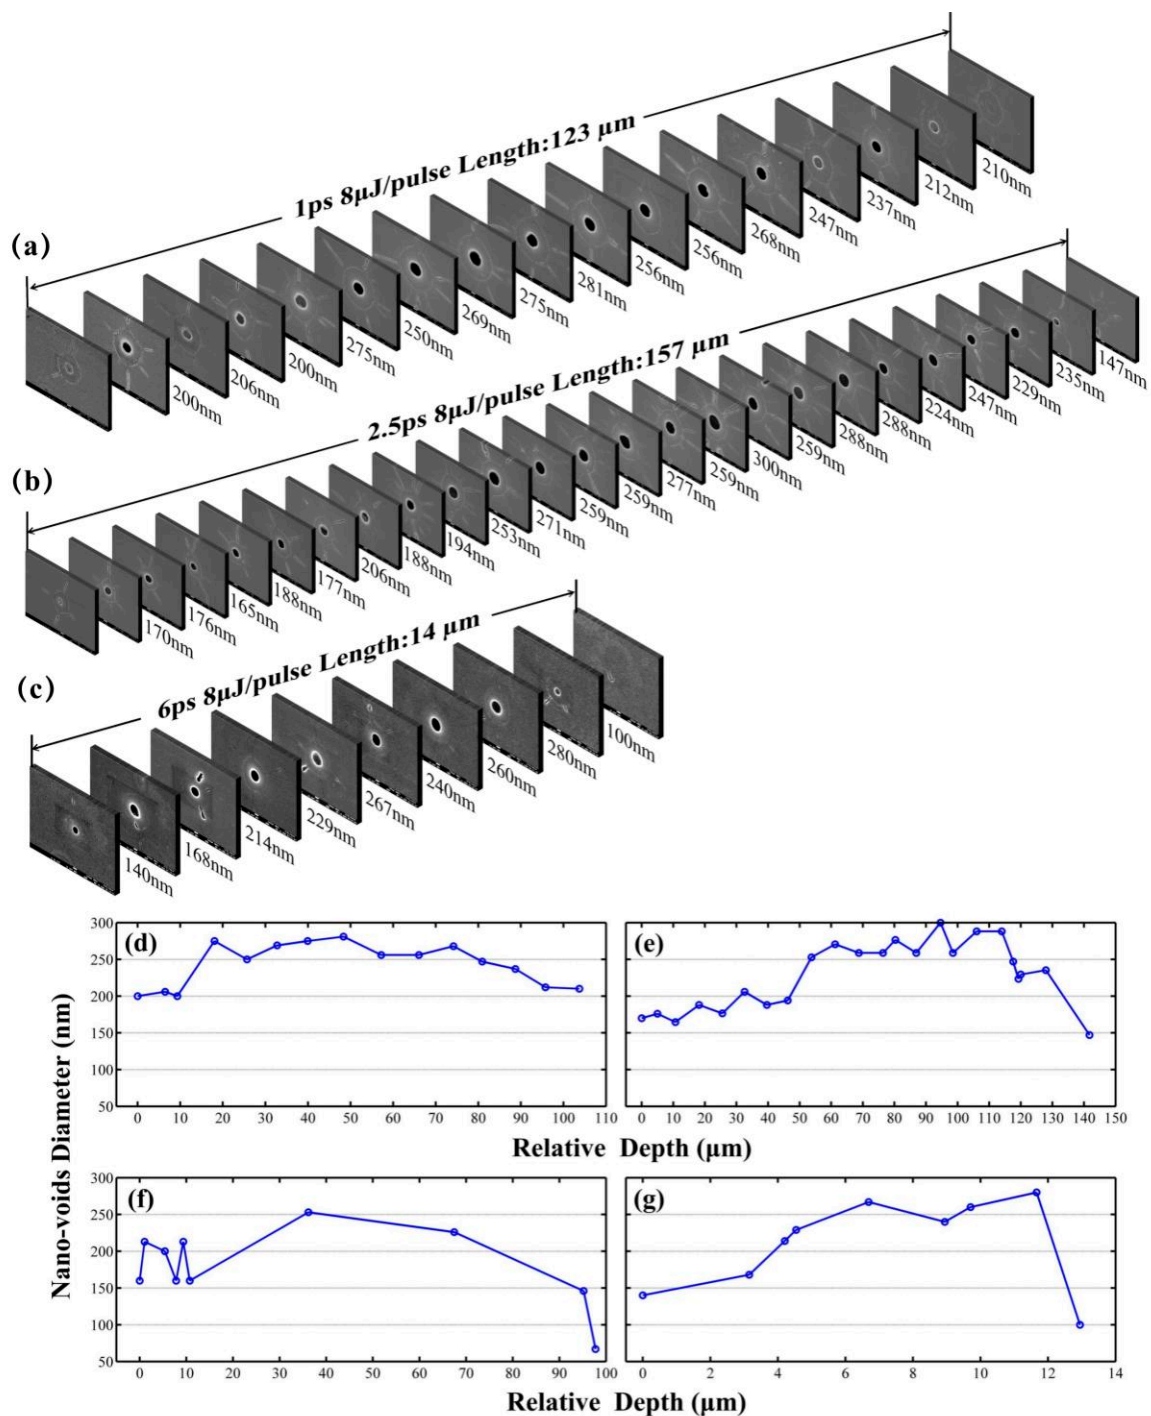 1ps 8μJ/pulse Length:123 μm
(a)
200nm
206nm
200nm
275nm
250nm
269nm
275nm
281nm
256nm
256nm
268nm
247nm
237nm
212nm
210nm
2.5ps 8μJ/pulse Length:157 μm
(b)
170nm
176nm
165nm
188nm
177nm
206nm
188nm
194nm
253nm
271nm
259nm
259nm
277nm
259nm
300nm
259nm
288nm
288nm
224nm
247nm
229nm
235nm
147nm
6ps 8μJ/pulse Length:14 μm
(c)
140nm
168nm
214nm
229nm
267nm
240nm
260nm
280nm
100nm
Nano-voids Diameter (nm)
(d)
300
250
200
150
100
50
0 10 20 30 40 50 60 70 80 90 100 110
(e)
0 10 20 30 40 50 60 70 80 90 100 110 120 130 140 150
Relative Depth (μm)
(f)
300
250
200
150
100
50
0 10 20 30 40 50 60 70 80 90 100
(g)
0 2 4 6 8 10 12 14
Relative Depth (μm)